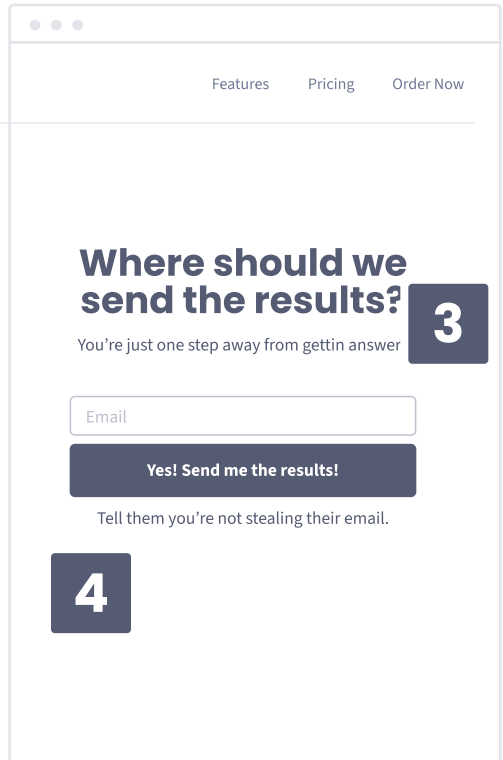 Features Pricing Order Now
Where should we
send the results?
You’re just one step away from gettin answer
3
Email
Yes! Send me the results!
Tell them you’re not stealing their email.
4